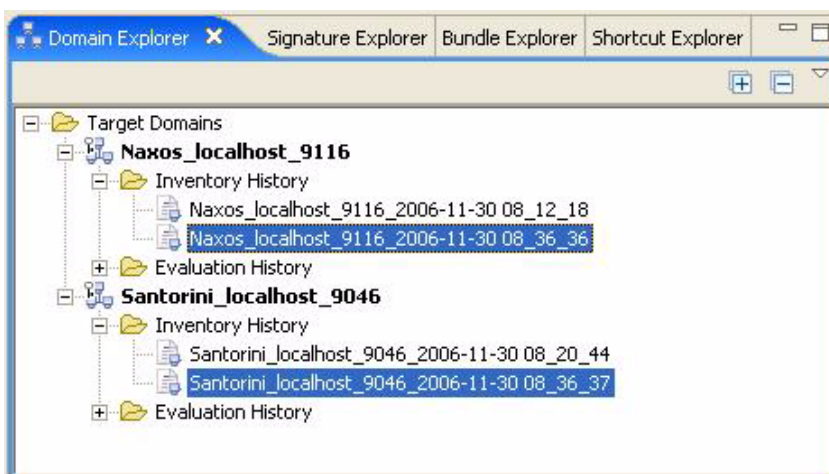 Domain Explorer
Signature Explorer
Bundle Explorer
Shortcut Explorer
Target Domains
Naxos_localhost_9116
Inventory History
Naxos_localhost_9116_2006-11-30 08_12_18
Naxos_localhost_9116_2006-11-30 08_36_36
Evaluation History
Santorini_localhost_9046
Inventory History
Santorini_localhost_9046_2006-11-30 08_20_44
Santorini_localhost_9046_2006-11-30 08_36_37
Evaluation History